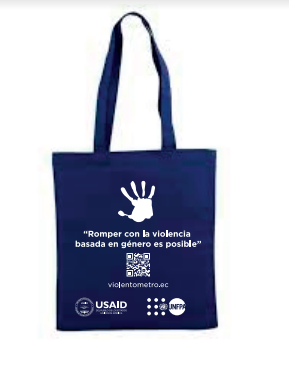 "Romper con la violencia
basada en género es posible"
violentometro.ec
USAID
UNFPA